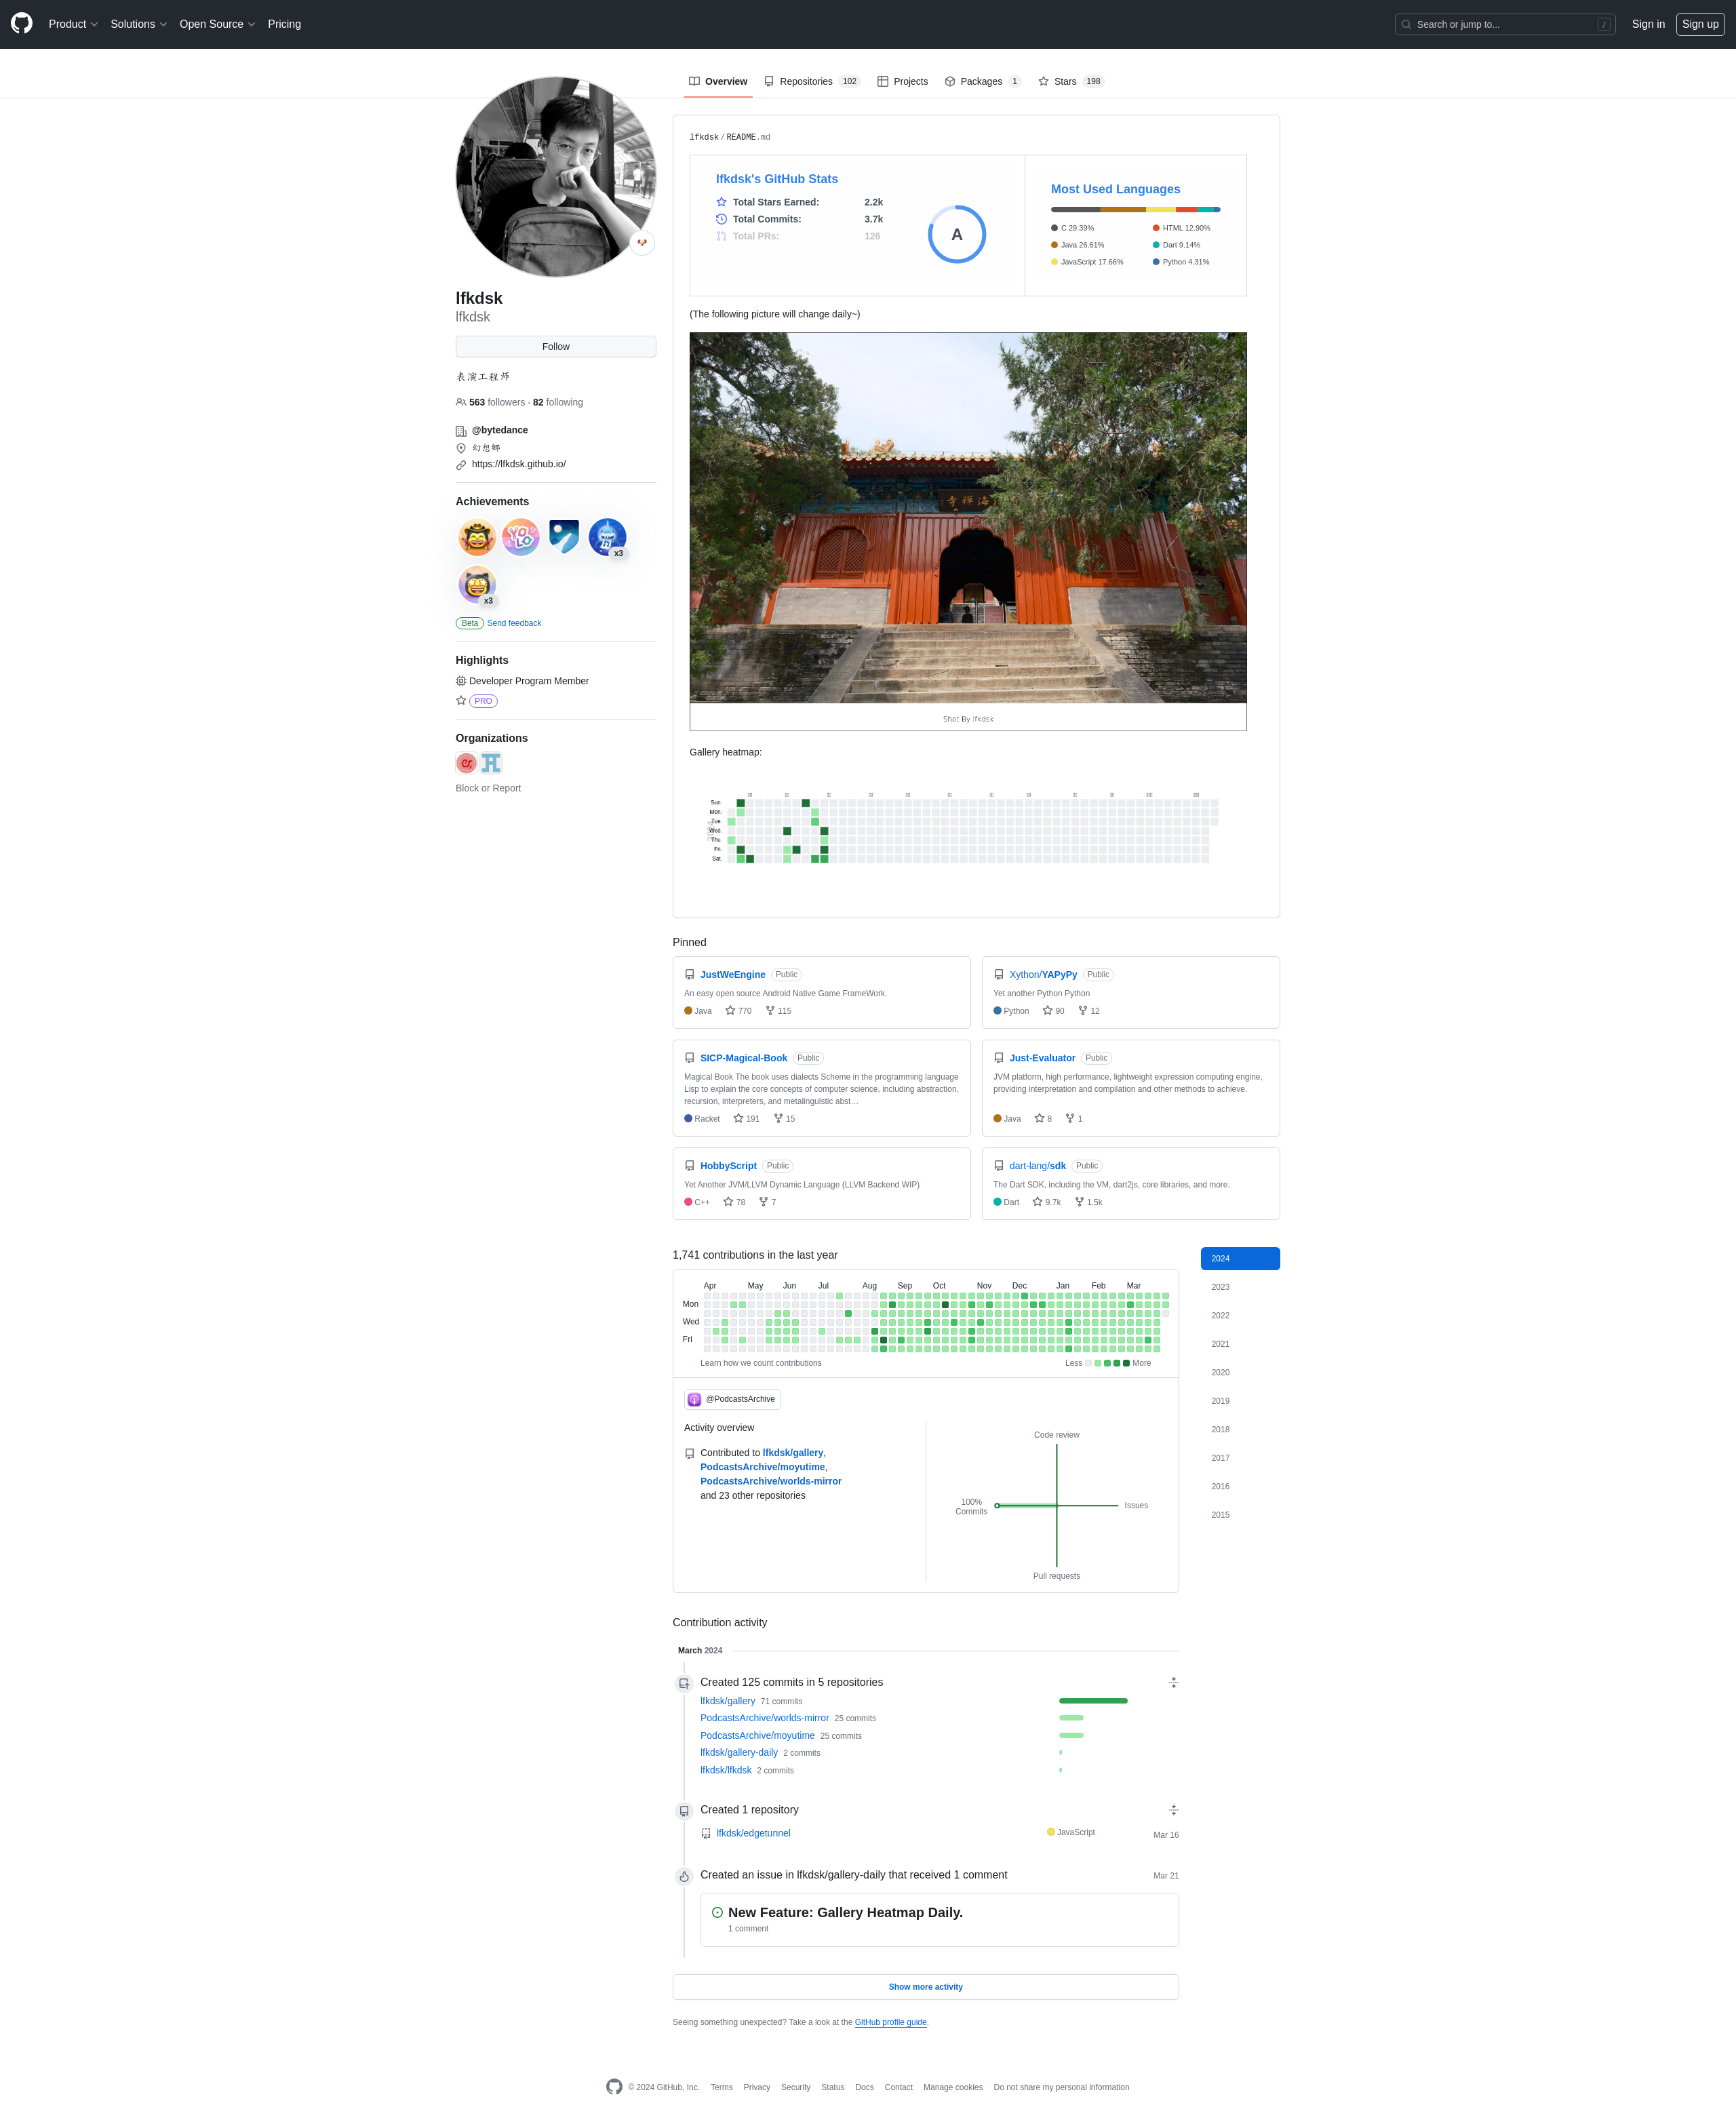 Product
Solutions
Open Source
Pricing
Search or jump to...
/
Sign in
Sign up
Overview
Repositories 102
Projects
Packages 1
Stars 198
lfkdsk
lfkdsk
Follow
表演工程师
563 followers · 82 following
@bytedance
幻想鄉
https://lfkdsk.github.io/
Achievements
YOLO
x3
x3
Beta Send feedback
Highlights
Developer Program Member
PRO
Organizations
Block or Report
lfkdsk/README.md
lfkdsk's GitHub Stats
Total Stars Earned: 2.2k
Total Commits: 3.7k
Total PRs: 126
A
Most Used Languages
C 29.39%
Java 26.61%
JavaScript 17.66%
HTML 12.90%
Dart 9.14%
Python 4.31%
(The following picture will change daily~)
寺禪海
Shot By lfkdsk
Gallery heatmap:
Sun.
Mon.
Tue.
Wed.
Thu.
Fri.
Sat.
Pinned
JustWeEngine Public
An easy open source Android Native Game FrameWork.
Java 770 115
Xython/YAPyPy Public
Yet another Python Python
Python 90 12
SICP-Magical-Book Public
Magical Book The book uses dialects Scheme in the programming language
Lisp to explain the core concepts of computer science, including abstraction,
recursion, interpreters, and metalinguistic abst…
Racket 191 15
Just-Evaluator Public
JVM platform, high performance, lightweight expression computing engine,
providing interpretation and compilation and other methods to achieve.
Java 8 1
HobbyScript Public
Yet Another JVM/LLVM Dynamic Language (LLVM Backend WIP)
C++ 78 7
dart-lang/sdk Public
The Dart SDK, including the VM, dart2js, core libraries, and more.
Dart 9.7k 1.5k
1,741 contributions in the last year
Apr May Jun Jul Aug Sep Oct Nov Dec Jan Feb Mar
Mon
Wed
Fri
Learn how we count contributions
Less More
2024
2023
2022
2021
2020
2019
2018
2017
2016
2015
@PodcastsArchive
Activity overview
Contributed to lfkdsk/gallery,
PodcastsArchive/moyutime,
PodcastsArchive/worlds-mirror
and 23 other repositories
Code review
100%
Commits
Issues
Pull requests
Contribution activity
March 2024
Created 125 commits in 5 repositories
lfkdsk/gallery 71 commits
PodcastsArchive/worlds-mirror 25 commits
PodcastsArchive/moyutime 25 commits
lfkdsk/gallery-daily 2 commits
lfkdsk/lfkdsk 2 commits
Created 1 repository
lfkdsk/edgetunnel JavaScript Mar 16
Created an issue in lfkdsk/gallery-daily that received 1 comment Mar 21
New Feature: Gallery Heatmap Daily.
1 comment
Show more activity
Seeing something unexpected? Take a look at the GitHub profile guide.
© 2024 GitHub, Inc. Terms Privacy Security Status Docs Contact Manage cookies Do not share my personal information